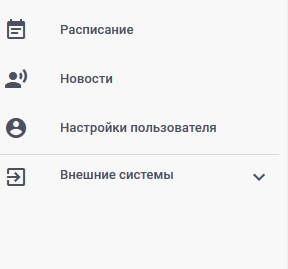 Расписание
Новости
Настройки пользователя
Внешние системы